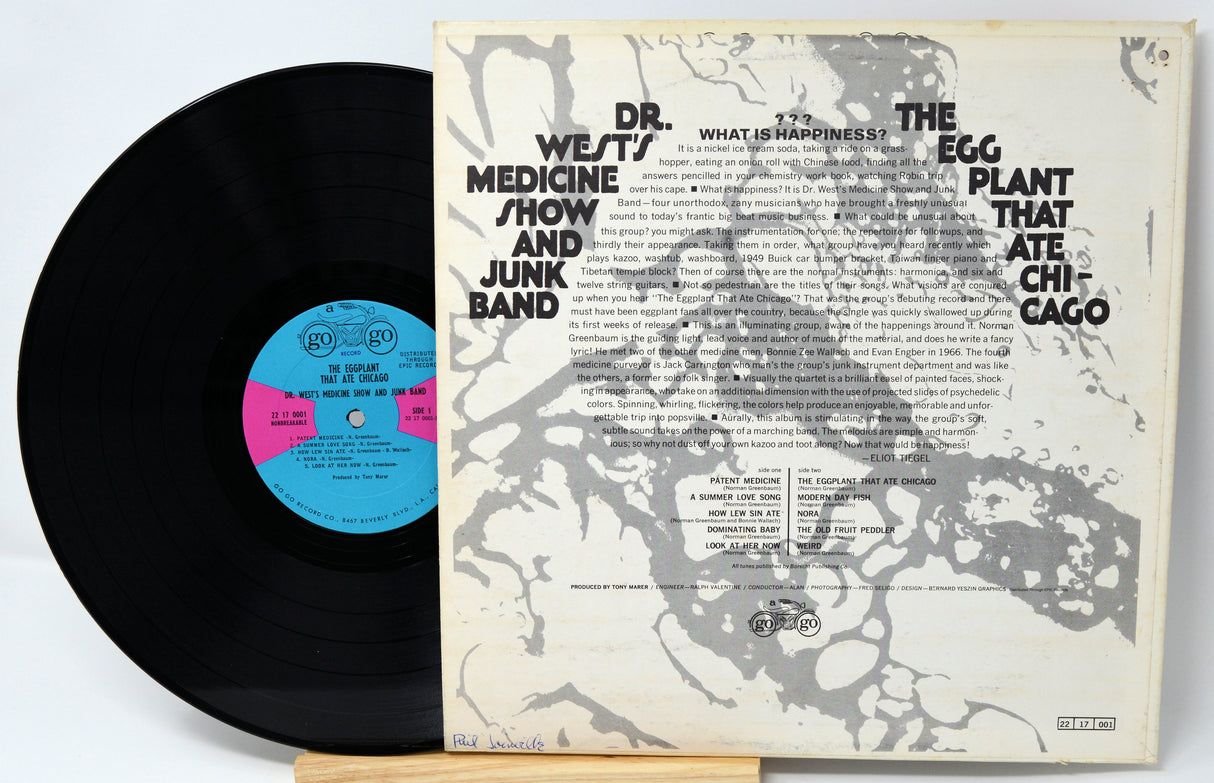 a
go go
RECORD
DISTRIBUTED
THROUGH
EPIC RECORDS
THE EGGPLANT
THAT ATE CHICAGO
DR. WEST'S MEDICINE SHOW AND JUNK BAND
22 17 0001
NONBREAKABLE
SIDE 1
22 17 0001
1. PATENT MEDICINE -N. Greenbaum-
2. A SUMMER LOVE SONG -N. Greenbaum-
3. HOW LEW SIN ATE -N. Greenbaum - B. Wallach-
4. NORA -N. Greenbaum-
5. LOOK AT HER NOW -N. Greenbaum-
Produced by Tony Marer
GO GO RECORD CO., 8467 BEVERLY BLVD., L.A., CA
DR.
WEST'S
MEDICINE
SHOW
AND
JUNK
BAND
THE
EGG
PLANT
THAT
ATE
CHI-
CAGO
? ? ?
WHAT IS HAPPINESS?
It is a nickel ice cream soda, taking a ride on a grass-
hopper, eating an onion roll with Chinese food, finding all the
answers pencilled in your chemistry work book, watching Robin trip
over his cape. ■ What is happiness? It is Dr. West's Medicine Show and Junk
Band—four unorthodox, zany musicians who have brought a freshly unusual
sound to today's frantic big beat music business. ■ What could be unusual about
this group? you might ask. The instrumentation for one; the repertoire for followups, and
thirdly their appearance. Taking them in order, what group have you heard recently which
plays kazoo, washtub, washboard, 1949 Buick car bumper bracket, Taiwan finger piano and
Tibetan temple block? Then of course there are the normal instruments: harmonica, and six and
twelve string guitars. ■ Not so pedestrian are the titles of their songs. What visions are conjured
up when you hear "The Eggplant That Ate Chicago"? That was the group's debuting record and there
must have been eggplant fans all over the country, because the single was quickly swallowed up during
its first weeks of release. ■ This is an illuminating group, aware of the happenings around it. Norman
Greenbaum is the guiding light, lead voice and author of much of the material, and does he write a fancy
lyric! He met two of the other medicine men, Bonnie Zee Wallach and Evan Engber in 1966. The fourth
medicine purveyor is Jack Carrington who man's the group's junk instrument department and was like
the others, a former solo folk singer. ■ Visually the quartet is a brilliant easel of painted faces, shock-
ing in appearance, who take on an additional dimension with the use of projected slides of psychedelic
colors. Spinning, whirling, flickering, the colors help produce an enjoyable, memorable and unfor-
gettable trip into popsville. ■ Aurally, this album is stimulating in the way the group's soft,
subtle sound takes on the power of a marching band. The melodies are simple and harmon-
ious; so why not dust off your own kazoo and toot along? Now that would be happiness!
—ELIOT TIEGEL
side one
PATENT MEDICINE
(Norman Greenbaum)
A SUMMER LOVE SONG
(Norman Greenbaum)
HOW LEW SIN ATE
(Norman Greenbaum and Bonnie Wallach)
DOMINATING BABY
(Norman Greenbaum)
LOOK AT HER NOW
(Norman Greenbaum)
side two
THE EGGPLANT THAT ATE CHICAGO
(Norman Greenbaum)
MODERN DAY FISH
(Norman Greenbaum)
NORA
(Norman Greenbaum)
THE OLD FRUIT PEDDLER
(Norman Greenbaum)
WEIRD
(Norman Greenbaum)
All tunes published by Borscht Publishing Co.
PRODUCED BY TONY MARER / ENGINEER—RALPH VALENTINE / CONDUCTOR—ALAN / PHOTOGRAPHY—FRED SELIGO / DESIGN—BERNARD YESZIN GRAPHICS Distributed Through EPIC Records
a
go go
22 17 001
Paul